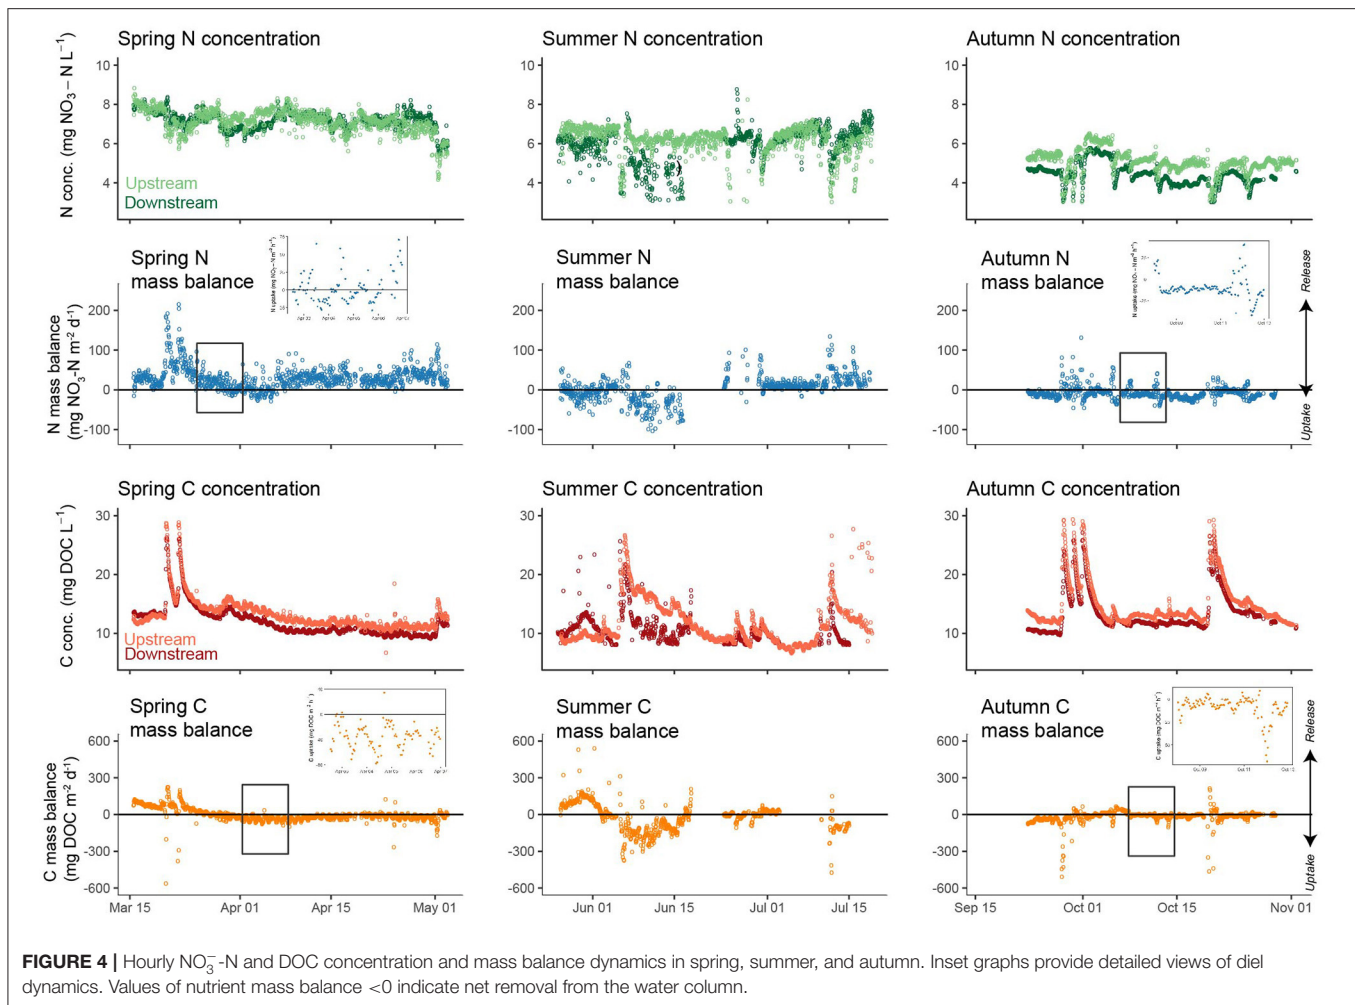 Spring N concentration
Summer N concentration
Autumn N concentration
N conc. (mg NO₃ – N L⁻¹)
10
8
6
4
Upstream
Downstream
10
8
6
4
10
8
6
4
Spring N
mass balance
Summer N
mass balance
Autumn N
mass balance
N mass balance
(mg NO₃-N m⁻² d⁻¹)
200
100
0
-100
200
100
0
-100
200
100
0
-100
Release
Uptake
Spring C concentration
Summer C concentration
Autumn C concentration
C conc. (mg DOC L⁻¹)
30
20
10
Upstream
Downstream
30
20
10
30
20
10
Spring C
mass balance
Summer C
mass balance
Autumn C
mass balance
C mass balance
(mg DOC m⁻² d⁻¹)
600
300
0
-300
-600
600
300
0
-300
-600
600
300
0
-300
-600
Release
Uptake
Mar 15
Apr 01
Apr 15
May 01
Jun 01
Jun 15
Jul 01
Jul 15
Sep 15
Oct 01
Oct 15
Nov 01
FIGURE 4 | Hourly NO₃⁻-N and DOC concentration and mass balance dynamics in spring, summer, and autumn. Inset graphs provide detailed views of diel
dynamics. Values of nutrient mass balance <0 indicate net removal from the water column.